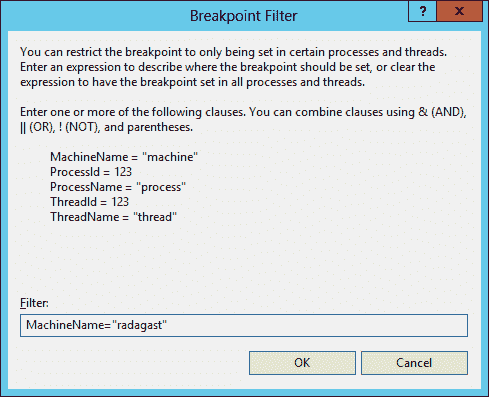 Breakpoint Filter
?
X
You can restrict the breakpoint to only being set in certain processes and threads.
Enter an expression to describe where the breakpoint should be set, or clear the
expression to have the breakpoint set in all processes and threads.
Enter one or more of the following clauses. You can combine clauses using & (AND),
|| (OR), ! (NOT), and parentheses.
MachineName = "machine"
ProcessId = 123
ProcessName = "process"
ThreadId = 123
ThreadName = "thread"
Filter:
MachineName="radagast"
OK
Cancel